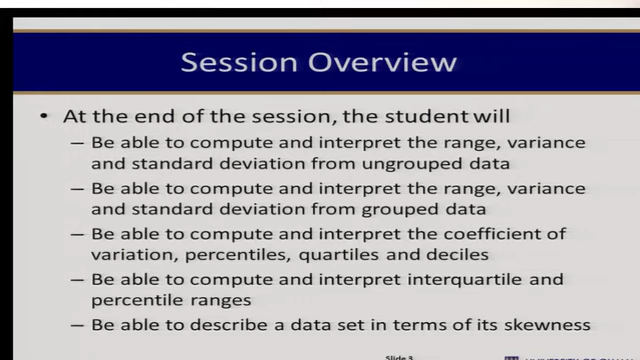 Session Overview
• At the end of the session, the student will
– Be able to compute and interpret the range, variance
and standard deviation from ungrouped data
– Be able to compute and interpret the range, variance
and standard deviation from grouped data
– Be able to compute and interpret the coefficient of
variation, percentiles, quartiles and deciles
– Be able to compute and interpret interquartile and
percentile ranges
– Be able to describe a data set in terms of its skewness
Slide 3